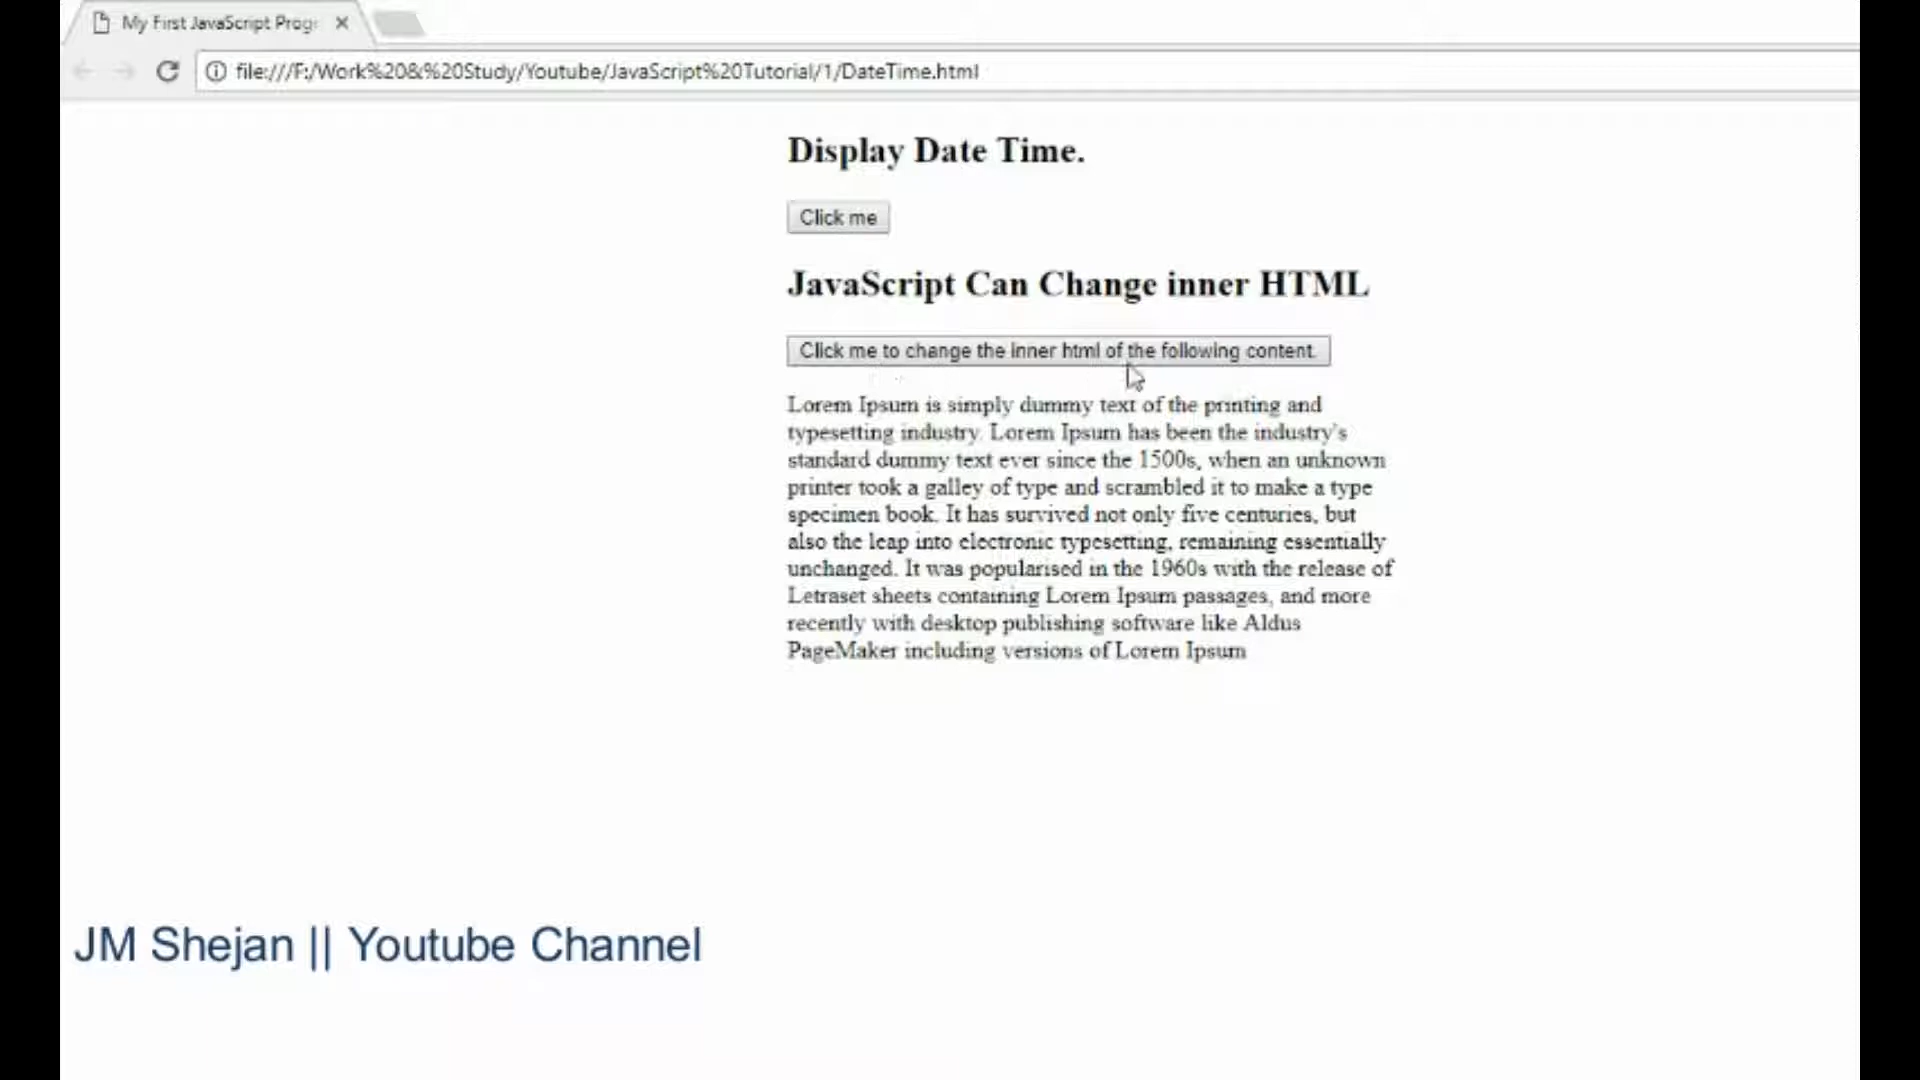 My First JavaScript Prog
file:///F:/Work%20&%20Study/Youtube/JavaScript%20Tutorial/1/DateTime.html
Display Date Time.
Click me
JavaScript Can Change inner HTML
Click me to change the inner html of the following content.
Lorem Ipsum is simply dummy text of the printing and
typesetting industry. Lorem Ipsum has been the industry's
standard dummy text ever since the 1500s, when an unknown
printer took a galley of type and scrambled it to make a type
specimen book. It has survived not only five centuries, but
also the leap into electronic typesetting, remaining essentially
unchanged. It was popularised in the 1960s with the release of
Letraset sheets containing Lorem Ipsum passages, and more
recently with desktop publishing software like Aldus
PageMaker including versions of Lorem Ipsum
JM Shejan || Youtube Channel